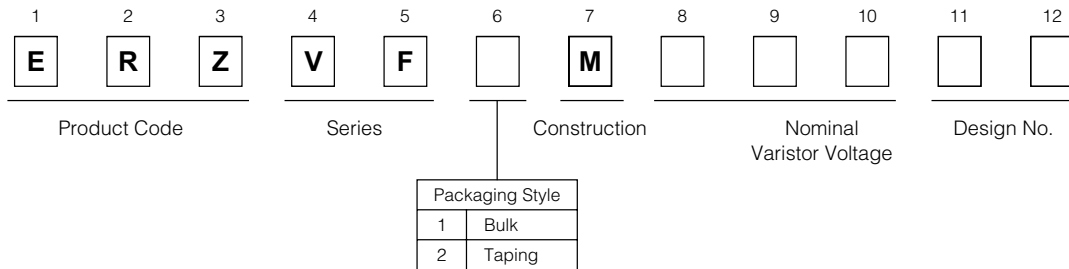 1 2 3 4 5 6 7 8 9 10 11 12
E R Z V F M
Product Code Series Construction Nominal Varistor Voltage Design No.
Packaging Style
1 Bulk
2 Taping